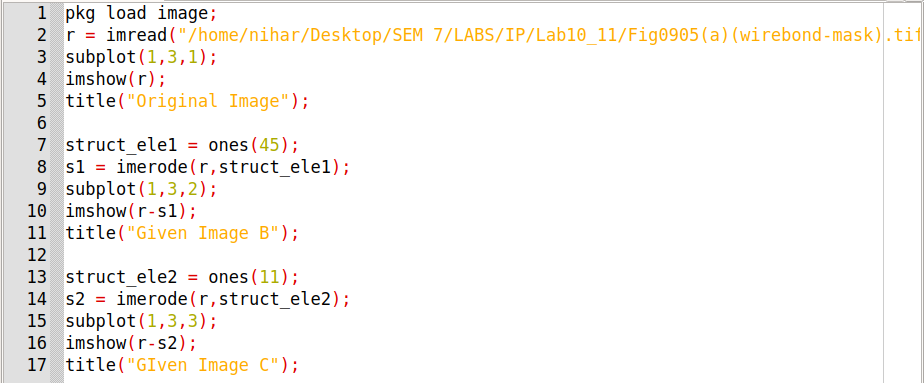 1 pkg load image;
2 r = imread("/home/nihar/Desktop/SEM 7/LABS/IP/Lab10_11/Fig0905(a)(wirebond-mask).tif
3 subplot(1,3,1);
4 imshow(r);
5 title("Original Image");
6
7 struct_ele1 = ones(45);
8 s1 = imerode(r,struct_ele1);
9 subplot(1,3,2);
10 imshow(r-s1);
11 title("Given Image B");
12
13 struct_ele2 = ones(11);
14 s2 = imerode(r,struct_ele2);
15 subplot(1,3,3);
16 imshow(r-s2);
17 title("GIven Image C");